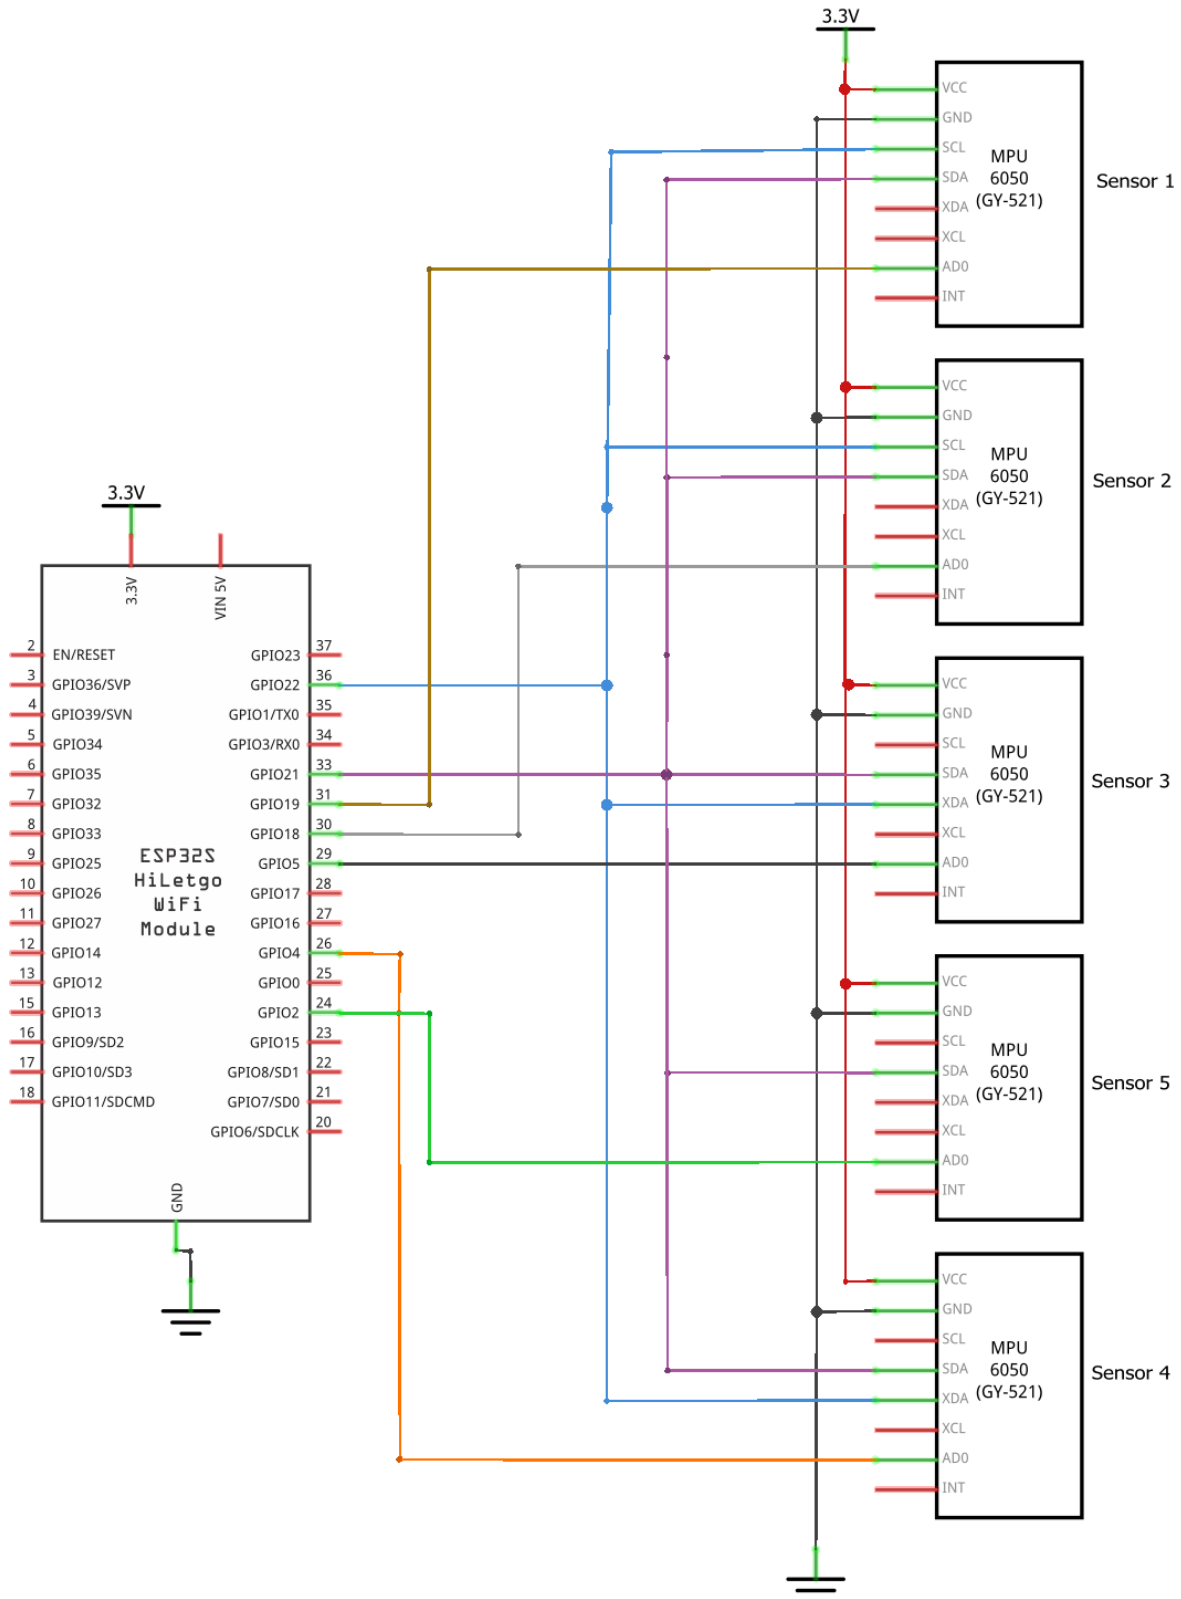 3.3V
VCC
GND
SCL
SDA
XDA
XCL
AD0
INT
MPU
6050
(GY-521)
Sensor 1
VCC
GND
SCL
SDA
XDA
XCL
AD0
INT
MPU
6050
(GY-521)
Sensor 2
3.3V
3.3V
VIN 5V
2 EN/RESET
3 GPIO36/SVP
4 GPIO39/SVN
5 GPIO34
6 GPIO35
7 GPIO32
8 GPIO33
9 GPIO25
10 GPIO26
11 GPIO27
12 GPIO14
13 GPIO12
15 GPIO13
16 GPIO9/SD2
17 GPIO10/SD3
18 GPIO11/SDCMD
ESP32S
HiLetgo
WiFi
Module
GPIO23 37
GPIO22 36
GPIO1/TX0 35
GPIO3/RX0 34
GPIO21 33
GPIO19 31
GPIO18 30
GPIO5 29
GPIO17 28
GPIO16 27
GPIO4 26
GPIO0 25
GPIO2 24
GPIO15 23
GPIO8/SD1 22
GPIO7/SD0 21
GPIO6/SDCLK 20
GND
VCC
GND
SCL
SDA
XDA
XCL
AD0
INT
MPU
6050
(GY-521)
Sensor 3
VCC
GND
SCL
SDA
XDA
XCL
AD0
INT
MPU
6050
(GY-521)
Sensor 5
VCC
GND
SCL
SDA
XDA
XCL
AD0
INT
MPU
6050
(GY-521)
Sensor 4